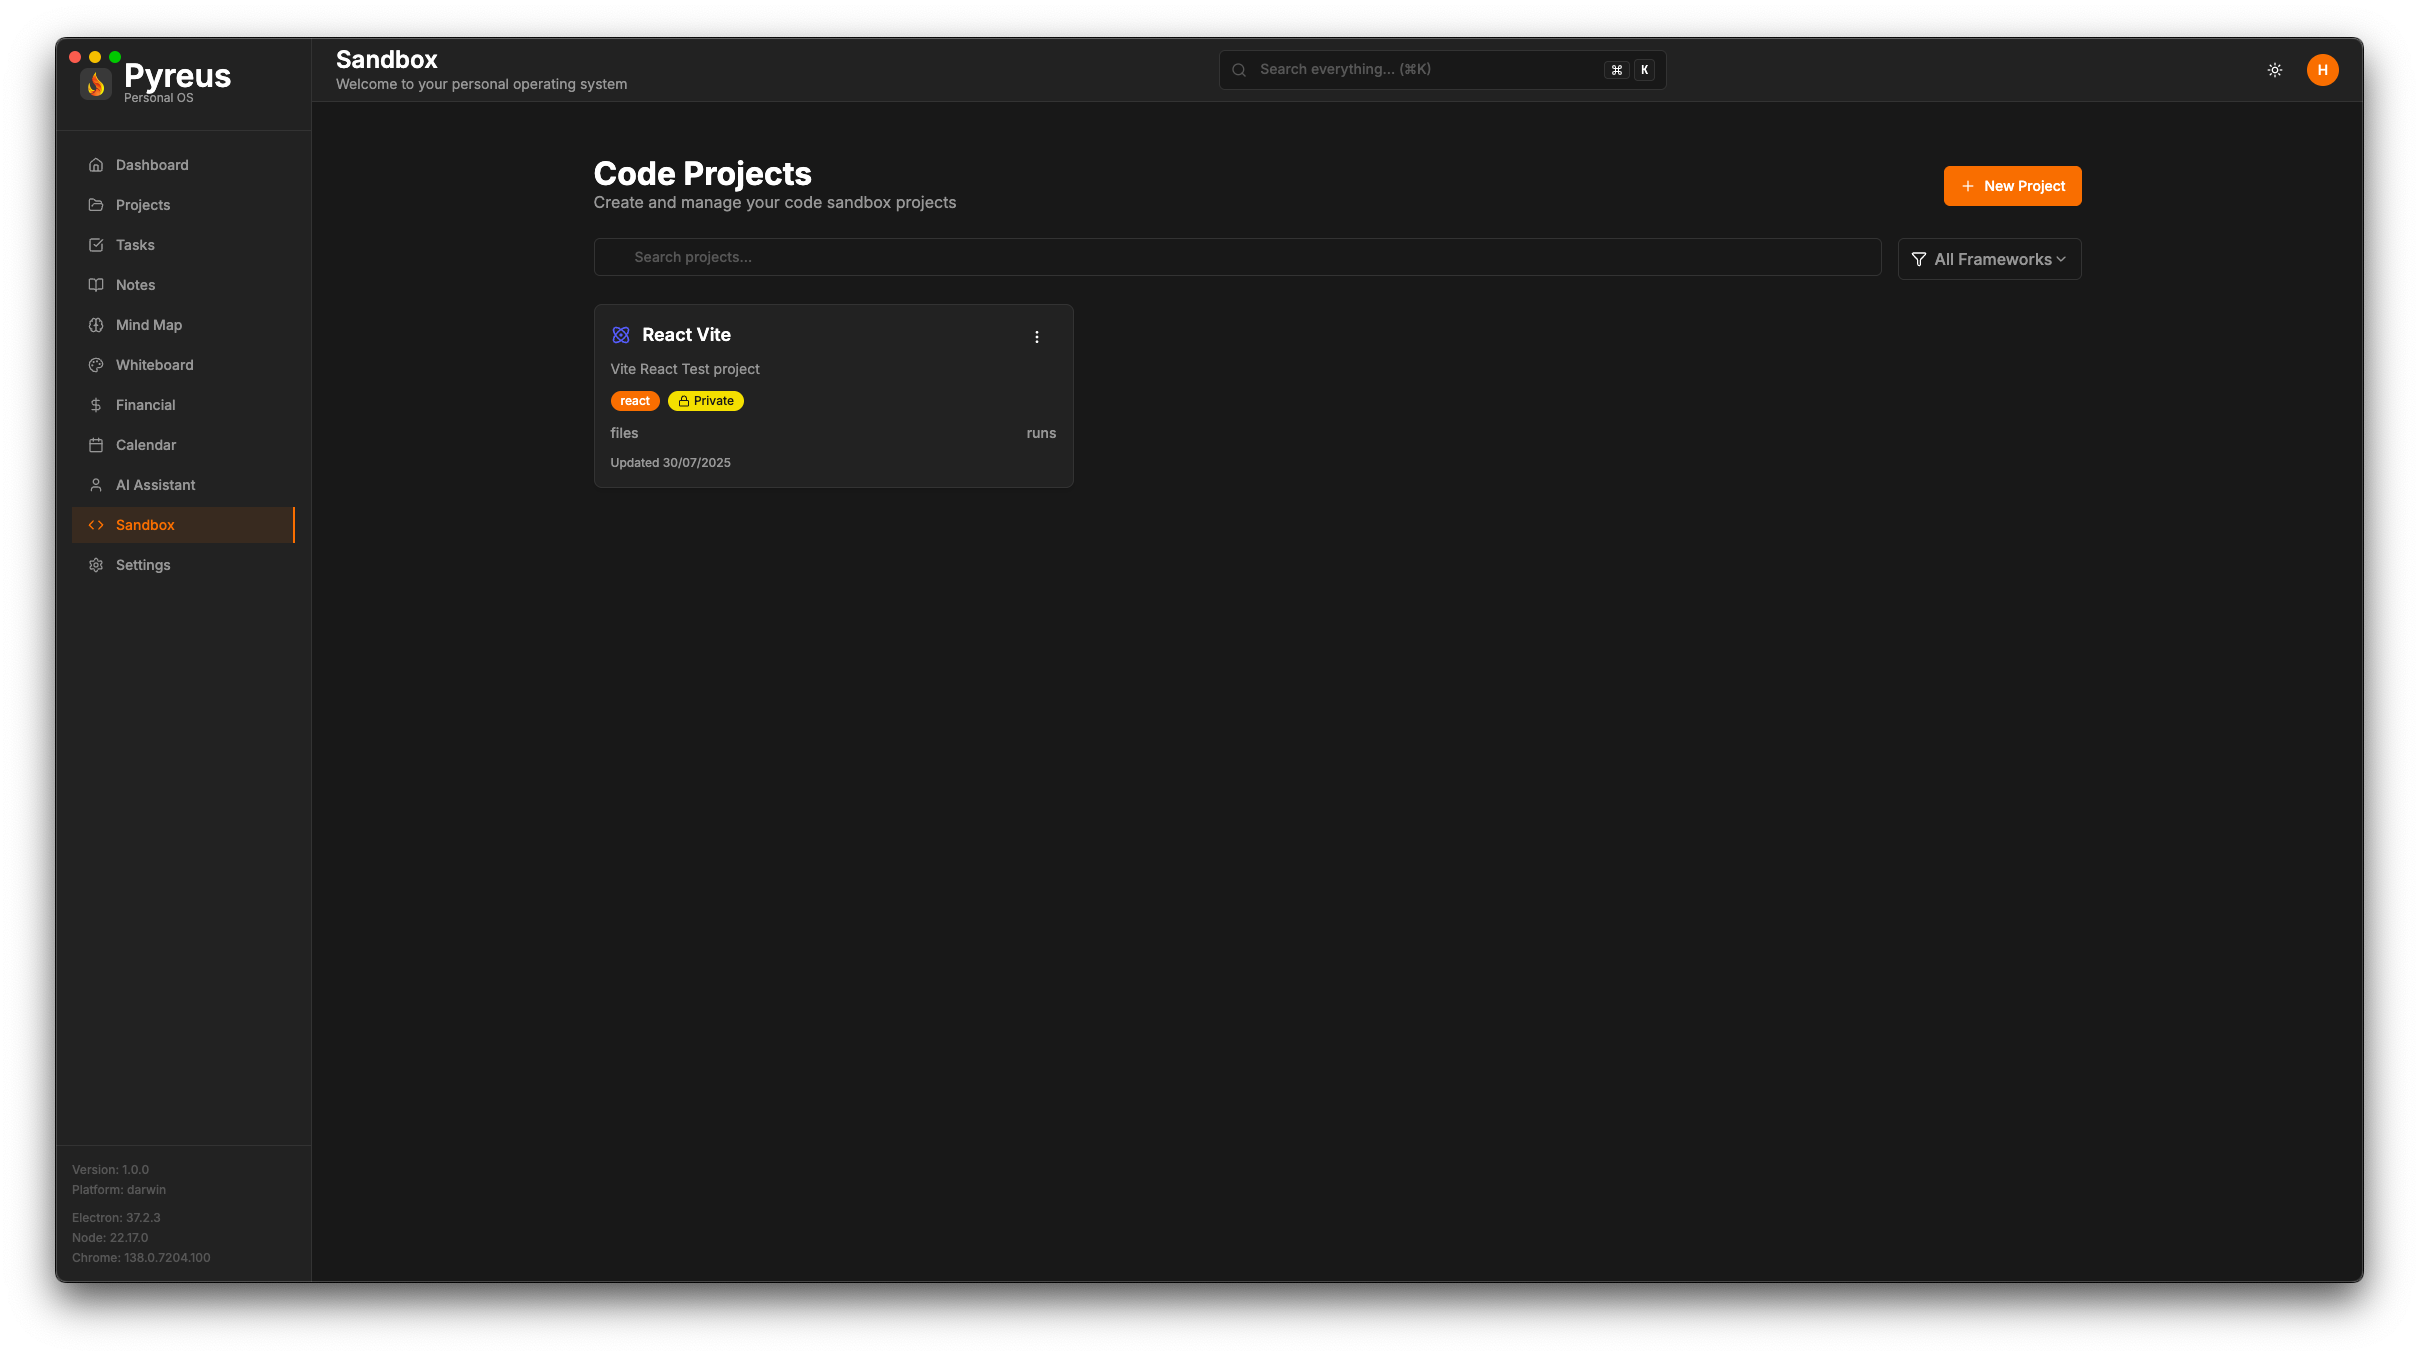 Pyreus
Personal OS
Dashboard
Projects
Tasks
Notes
Mind Map
Whiteboard
Financial
Calendar
AI Assistant
Sandbox
Settings
Version: 1.0.0
Platform: darwin
Electron: 37.2.3
Node: 22.17.0
Chrome: 138.0.7204.100
Sandbox
Welcome to your personal operating system
Search everything... (⌘K)
⌘ K
H
Code Projects
Create and manage your code sandbox projects
New Project
Search projects...
All Frameworks
React Vite
Vite React Test project
react Private
files runs
Updated 30/07/2025